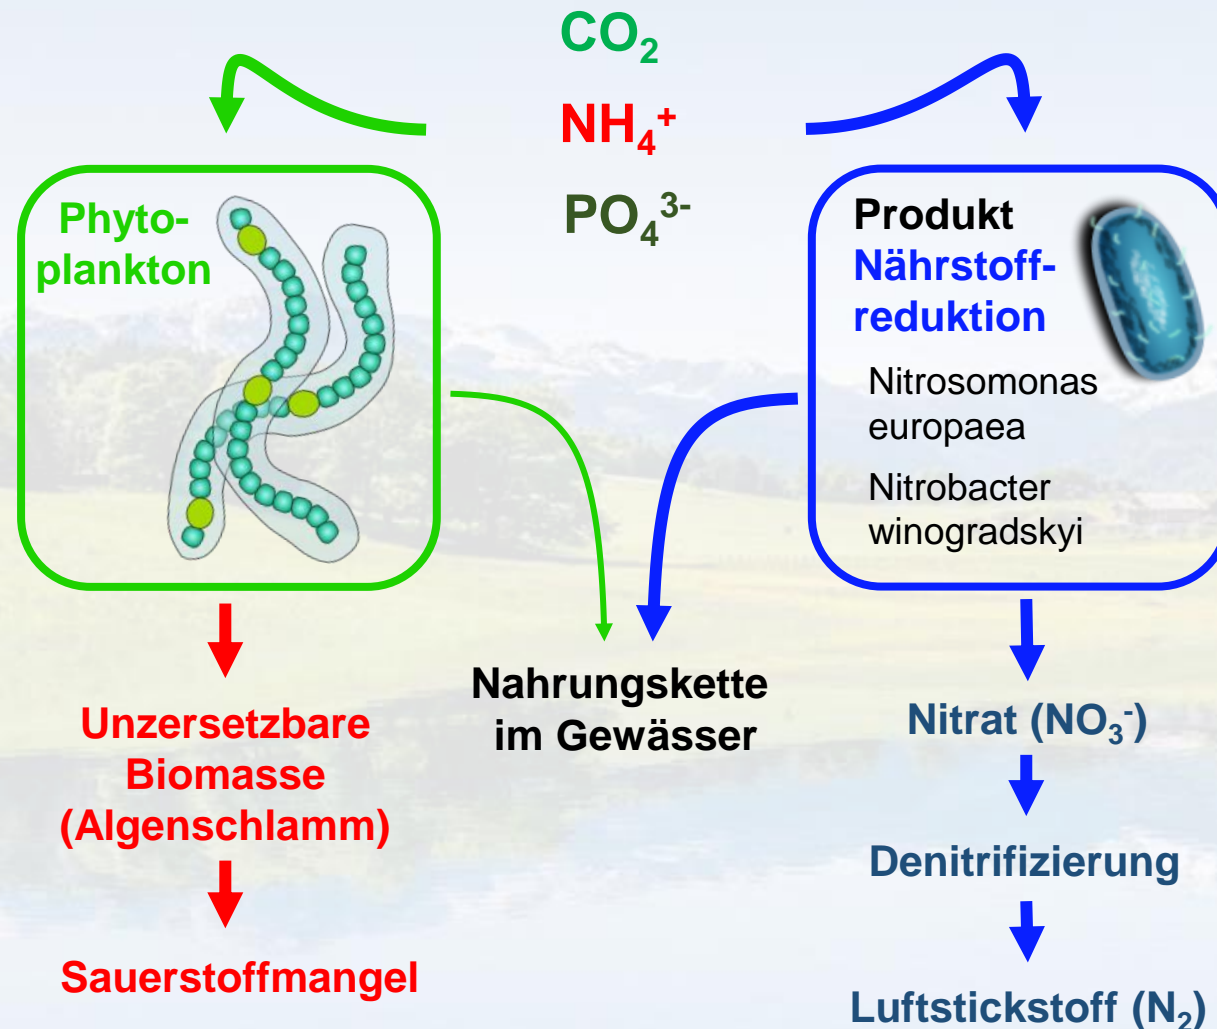 CO₂
NH₄⁺
PO₄³⁻
Phyto-
plankton
Produkt
Nährstoff-
reduktion
Nitrosomonas
europaea
Nitrobacter
winogradskyi
Unzersetzbare
Biomasse
(Algenschlamm)
Sauerstoffmangel
Nahrungskette
im Gewässer
Nitrat (NO₃⁻)
Denitrifizierung
Luftstickstoff (N₂)